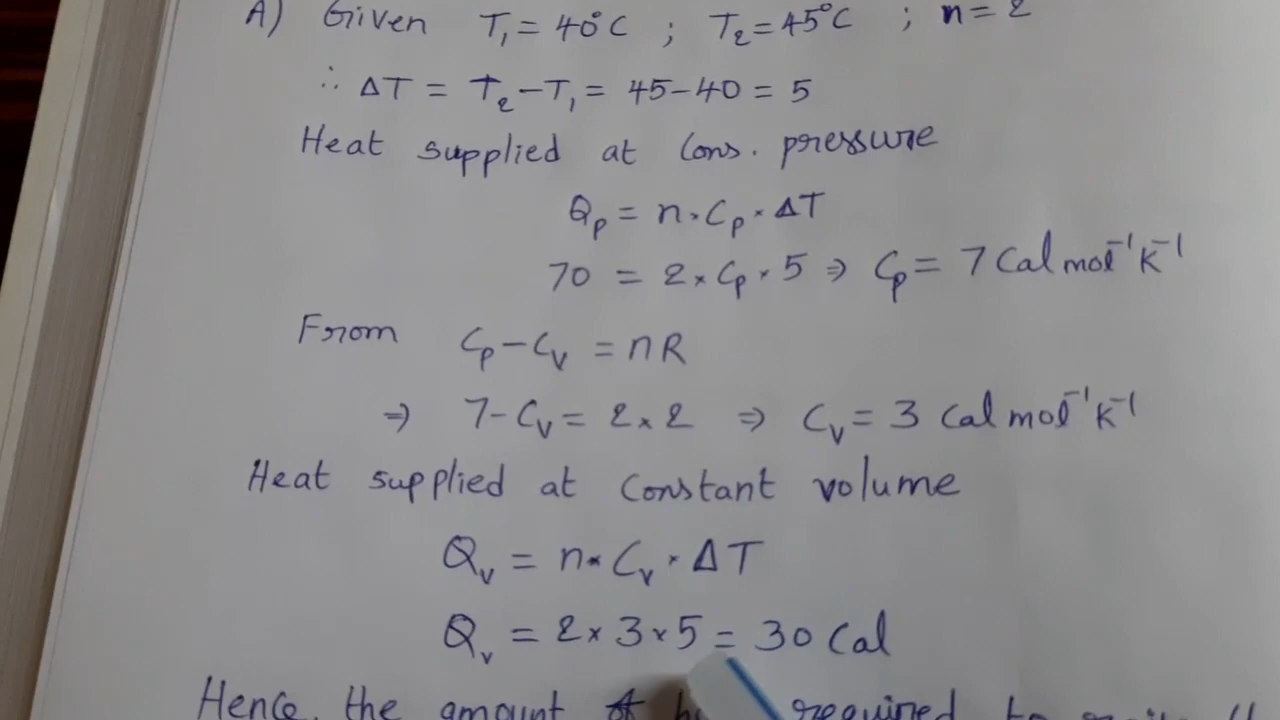 A) Given T₁ = 40°C ; T₂ = 45°C ; n = 2
∴ ΔT = T₂ – T₁ = 45 – 40 = 5
Heat supplied at Cons. pressure
Qp = n × Cp × ΔT
70 = 2 × Cp × 5 ⇒ Cp = 7 Cal mol⁻¹ K⁻¹
From Cp – Cv = nR
⇒ 7 – Cv = 2 × 2 ⇒ Cv = 3 Cal mol⁻¹ K⁻¹
Heat supplied at constant volume
Qv = n × Cv × ΔT
Qv = 2 × 3 × 5 = 30 Cal
Hence, the amount required to